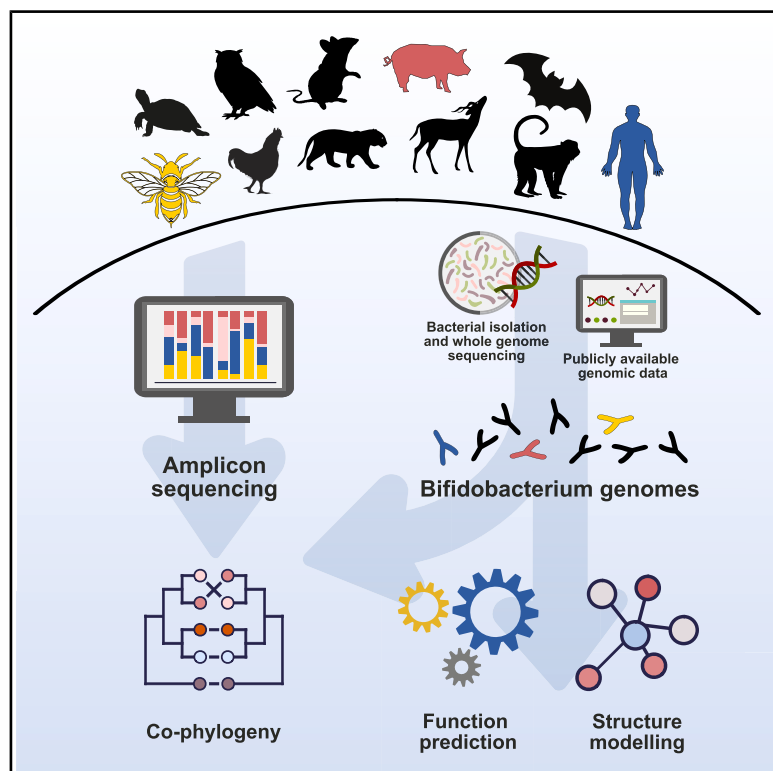 Bacterial isolation
and whole genome
sequencing
Publicly available
genomic data
Amplicon
sequencing
Bifidobacterium genomes
Co-phylogeny
Function
prediction
Structure
modelling